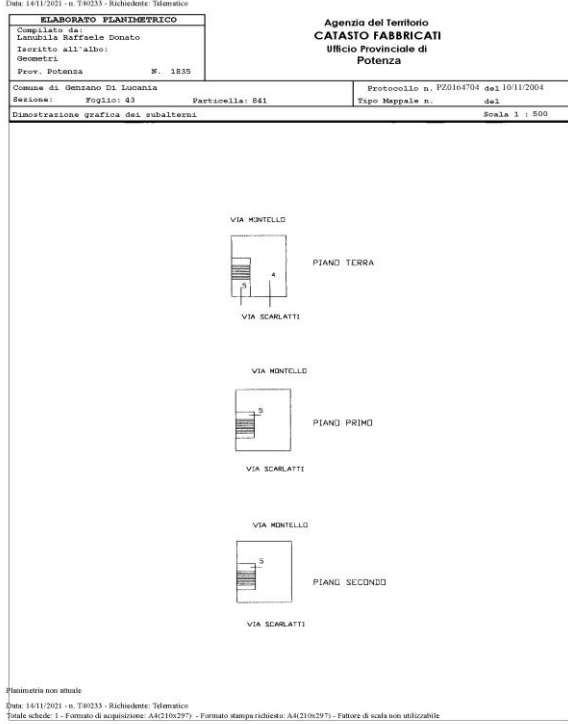 Data: 14/11/2021 - n. T40233 - Richiedente: Telematico
ELABORATO PLANIMETRICO
Compilato da:
Lanubila Raffaele Donato
Iscritto all'albo:
Geometri
Prov. Potenza N. 1835
Agenzia del Territorio
CATASTO FABBRICATI
Ufficio Provinciale di
Potenza
Comune di Genzano Di Lucania
Sezione: Foglio: 43 Particella: 841
Protocollo n. PZ0164704 del 10/11/2004
Tipo Mappale n. del
Dimostrazione grafica dei subalterni Scala 1 : 500
VIA MONTELLO
4
5
PIANO TERRA
VIA SCARLATTI
VIA MONTELLO
5
PIANO PRIMO
VIA SCARLATTI
VIA MONTELLO
5
PIANO SECONDO
VIA SCARLATTI
Planimetria non attuale
Data: 14/11/2021 - n. T40233 - Richiedente: Telematico
Totale schede: 1 - Formato di acquisizione: A4(210x297) - Formato stampa richiesto: A4(210x297) - Fattore di scala non utilizzabile